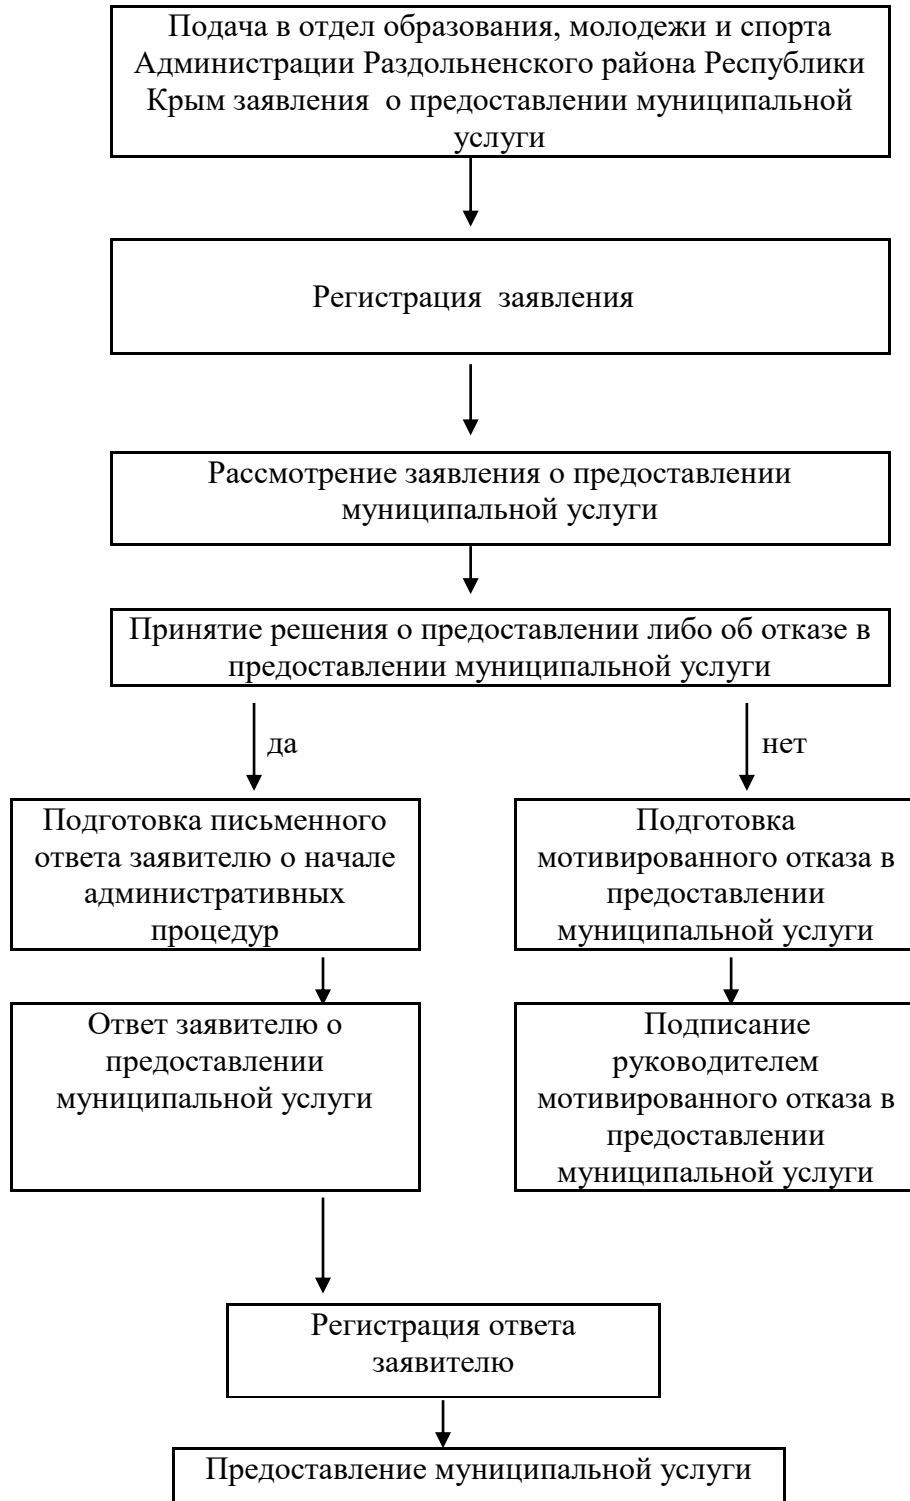 Подача в отдел образования, молодежи и спорта
Администрации Раздольненского района Республики
Крым заявления  о предоставлении муниципальной
услуги
Регистрация  заявления
Рассмотрение заявления о предоставлении
муниципальной услуги
Принятие решения о предоставлении либо об отказе в
предоставлении муниципальной услуги
да
нет
Подготовка письменного
ответа заявителю о начале
административных
процедур
Подготовка
мотивированного отказа в
предоставлении
муниципальной услуги
Ответ заявителю о
предоставлении
муниципальной услуги
Подписание
руководителем
мотивированного отказа в
предоставлении
муниципальной услуги
Регистрация ответа
заявителю
Предоставление муниципальной услуги